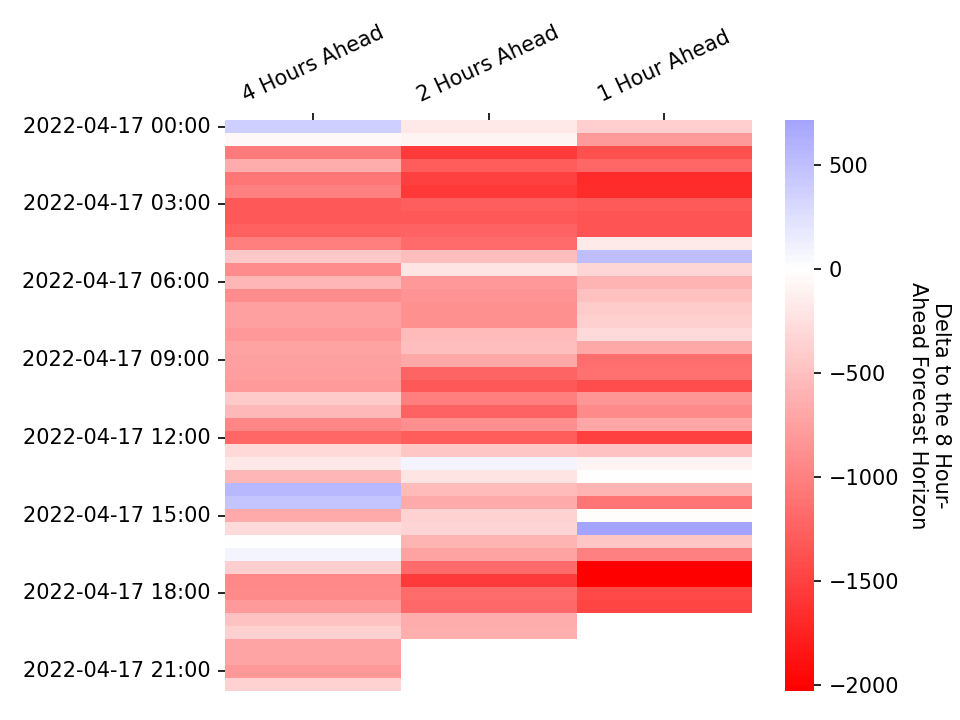 4 Hours Ahead
2 Hours Ahead
1 Hour Ahead
2022-04-17 00:00
2022-04-17 03:00
2022-04-17 06:00
2022-04-17 09:00
2022-04-17 12:00
2022-04-17 15:00
2022-04-17 18:00
2022-04-17 21:00
500
0
−500
−1000
−1500
−2000
Delta to the 8 Hour-
Ahead Forecast Horizon